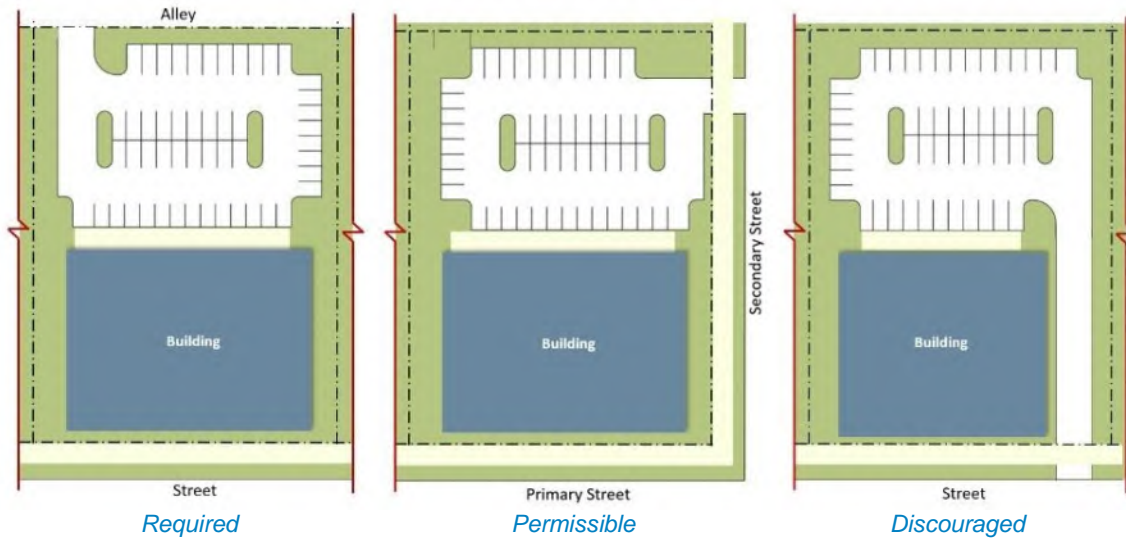 Alley
Building
Street
Required
Building
Primary Street
Secondary Street
Permissible
Building
Street
Discouraged